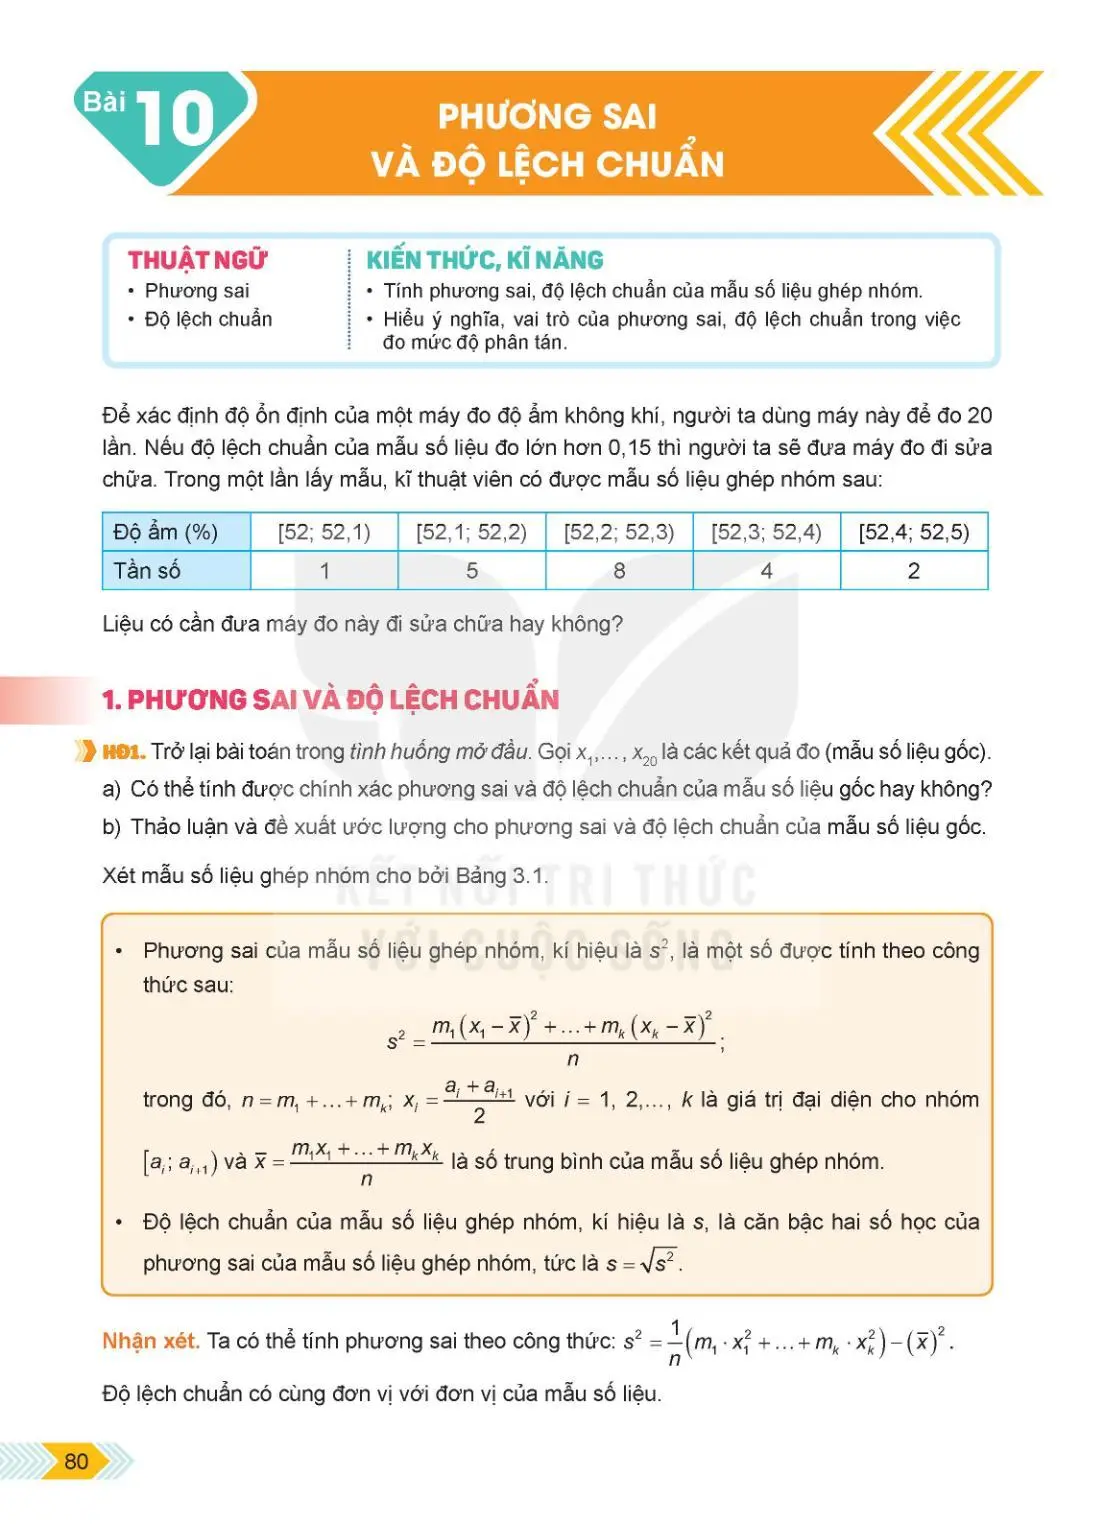 Bài 10
PHƯƠNG SAI
VÀ ĐỘ LỆCH CHUẨN
THUẬT NGỮ
• Phương sai
• Độ lệch chuẩn
KIẾN THỨC, KĨ NĂNG
• Tính phương sai, độ lệch chuẩn của mẫu số liệu ghép nhóm.
• Hiểu ý nghĩa, vai trò của phương sai, độ lệch chuẩn trong việc
đo mức độ phân tán.
Để xác định độ ổn định của một máy đo độ ẩm không khí, người ta dùng máy này để đo 20
lần. Nếu độ lệch chuẩn của mẫu số liệu đo lớn hơn 0,15 thì người ta sẽ đưa máy đo đi sửa
chữa. Trong một lần lấy mẫu, kĩ thuật viên có được mẫu số liệu ghép nhóm sau:
Độ ẩm (%) [52; 52,1) [52,1; 52,2) [52,2; 52,3) [52,3; 52,4) [52,4; 52,5)
Tần số 1 5 8 4 2
Liệu có cần đưa máy đo này đi sửa chữa hay không?
1. PHƯƠNG SAI VÀ ĐỘ LỆCH CHUẨN
HĐ1. Trở lại bài toán trong tình huống mở đầu. Gọi x₁,…, x₂₀ là các kết quả đo (mẫu số liệu gốc).
a) Có thể tính được chính xác phương sai và độ lệch chuẩn của mẫu số liệu gốc hay không?
b) Thảo luận và đề xuất ước lượng cho phương sai và độ lệch chuẩn của mẫu số liệu gốc.
Xét mẫu số liệu ghép nhóm cho bởi Bảng 3.1.
KẾT NỐI TRI THỨC
VỚI CUỘC SỐNG
• Phương sai của mẫu số liệu ghép nhóm, kí hiệu là s², là một số được tính theo công
thức sau:
s² = (m₁(x₁ − x̅)² + … + mₖ(xₖ − x̅)²) / n;
trong đó, n = m₁ + … + mₖ; xᵢ = (aᵢ + aᵢ₊₁) / 2 với i = 1, 2,…, k là giá trị đại diện cho nhóm
[aᵢ; aᵢ₊₁) và x̅ = (m₁x₁ + … + mₖxₖ) / n là số trung bình của mẫu số liệu ghép nhóm.
• Độ lệch chuẩn của mẫu số liệu ghép nhóm, kí hiệu là s, là căn bậc hai số học của
phương sai của mẫu số liệu ghép nhóm, tức là s = √s².
Nhận xét. Ta có thể tính phương sai theo công thức: s² = 1/n (m₁ · x₁² + … + mₖ · xₖ²) − (x̅)².
Độ lệch chuẩn có cùng đơn vị với đơn vị của mẫu số liệu.
80